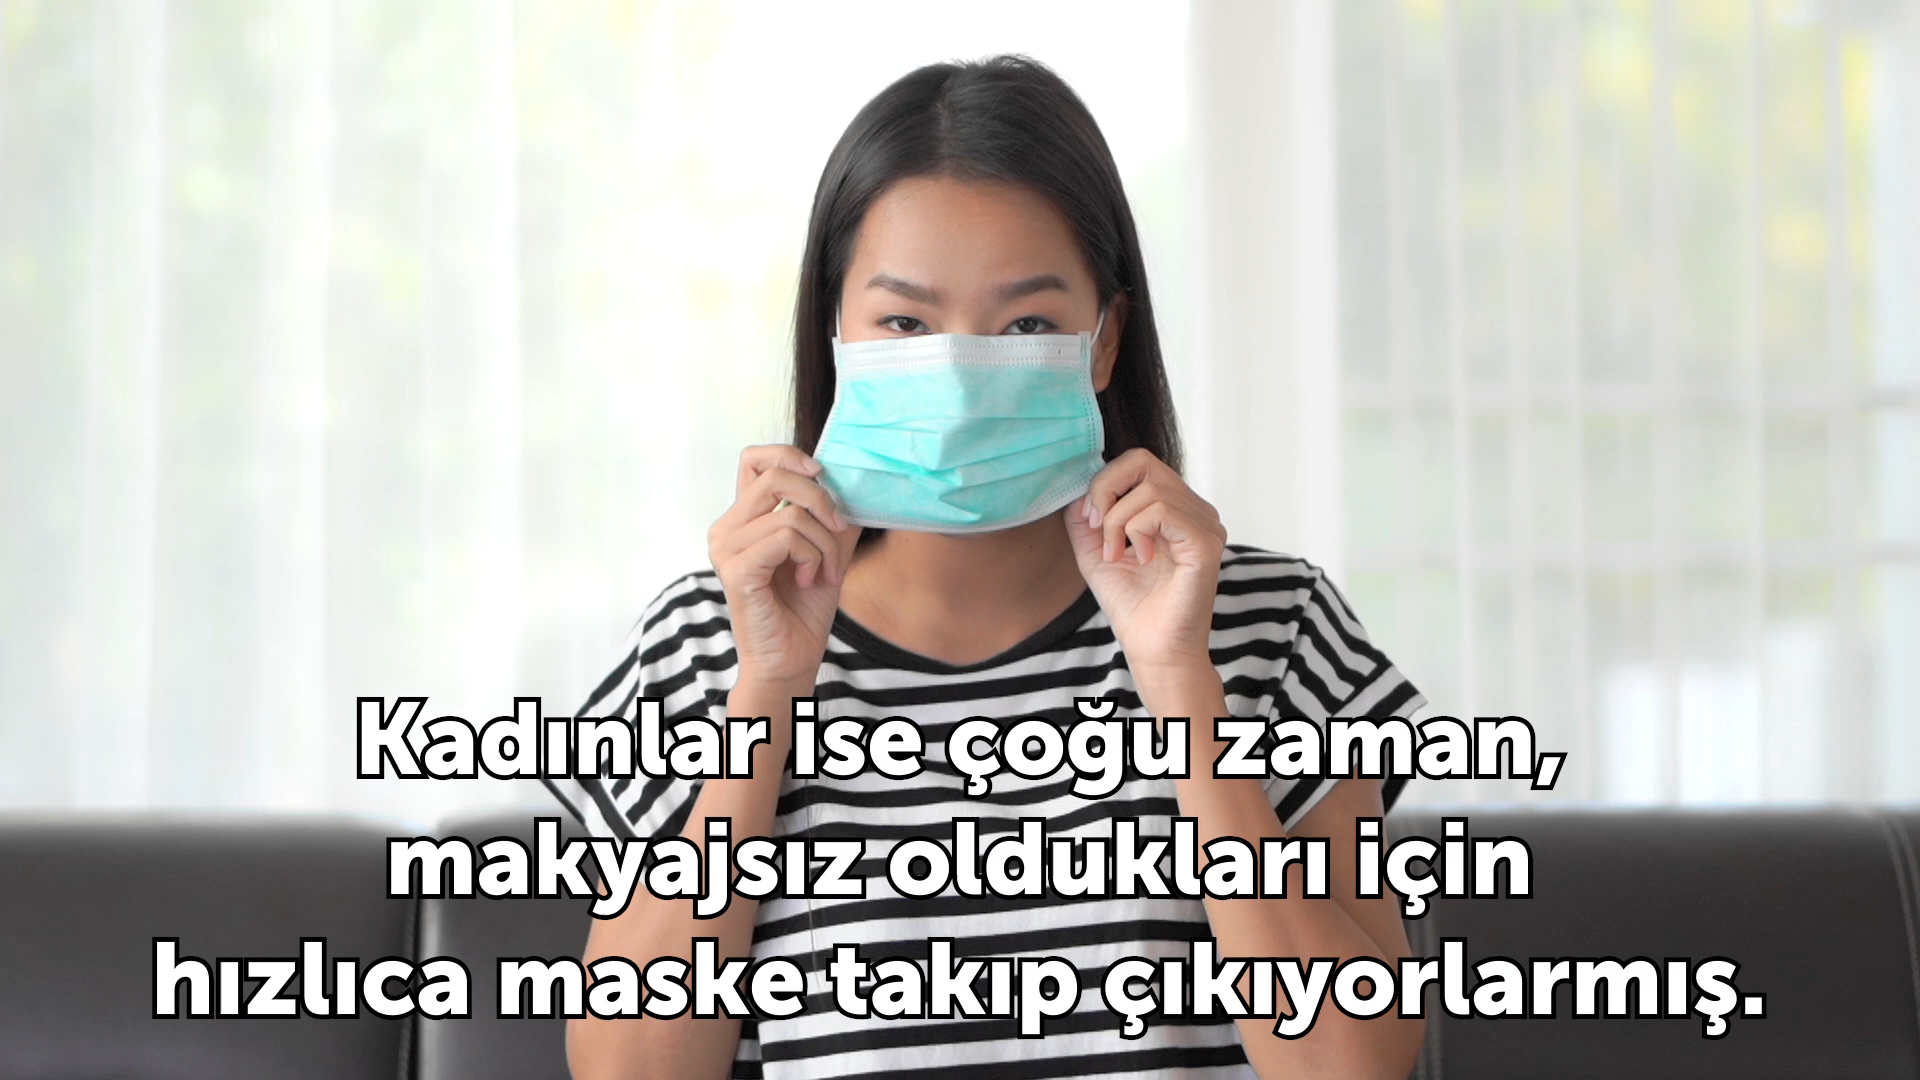 Kadınlar ise çoğu zaman,
makyajsız oldukları için
hızlıca maske takıp çıkıyorlarmış.